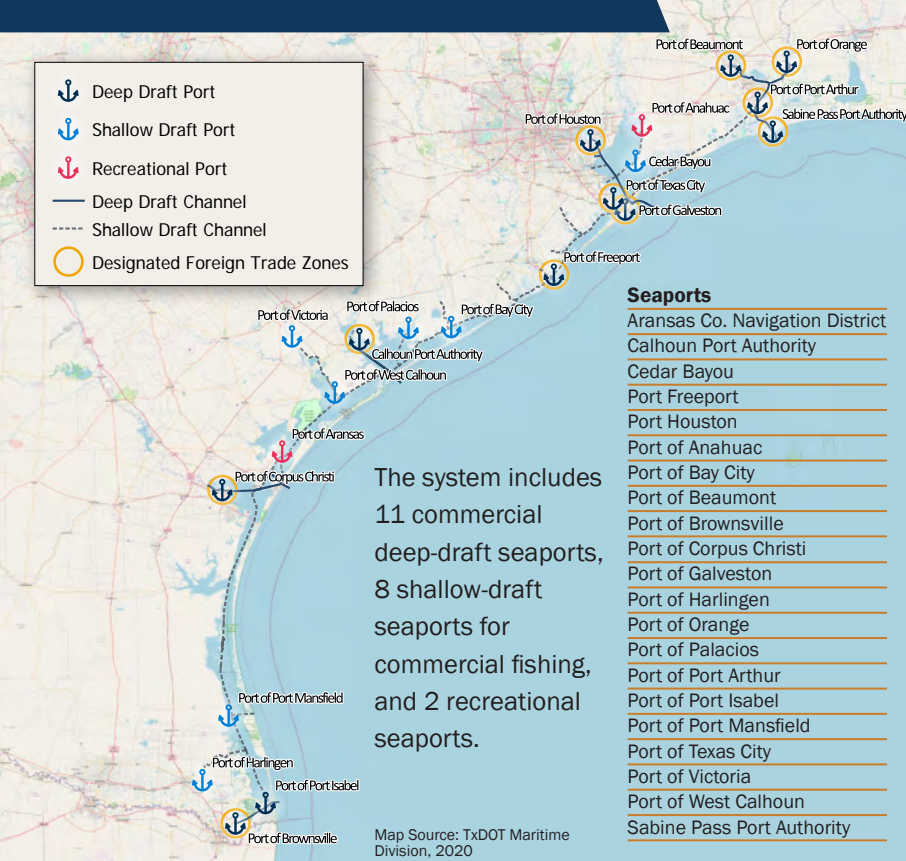 Deep Draft Port
Shallow Draft Port
Recreational Port
Deep Draft Channel
Shallow Draft Channel
Designated Foreign Trade Zones
Port of Beaumont
Port of Orange
Port of Port Arthur
Sabine Pass Port Authority
Port of Anahuac
Port of Houston
Cedar Bayou
Port of Texas City
Port of Galveston
Port of Freeport
Port of Bay City
Port of Palacios
Port of Victoria
Calhoun Port Authority
Port of West Calhoun
Port of Aransas
Port of Corpus Christi
Port of Port Mansfield
Port of Harlingen
Port of Port Isabel
Port of Brownsville
The system includes
11 commercial
deep-draft seaports,
8 shallow-draft
seaports for
commercial fishing,
and 2 recreational
seaports.
Map Source: TxDOT Maritime
Division, 2020
Seaports
Aransas Co. Navigation District
Calhoun Port Authority
Cedar Bayou
Port Freeport
Port Houston
Port of Anahuac
Port of Bay City
Port of Beaumont
Port of Brownsville
Port of Corpus Christi
Port of Galveston
Port of Harlingen
Port of Orange
Port of Palacios
Port of Port Arthur
Port of Port Isabel
Port of Port Mansfield
Port of Texas City
Port of Victoria
Port of West Calhoun
Sabine Pass Port Authority